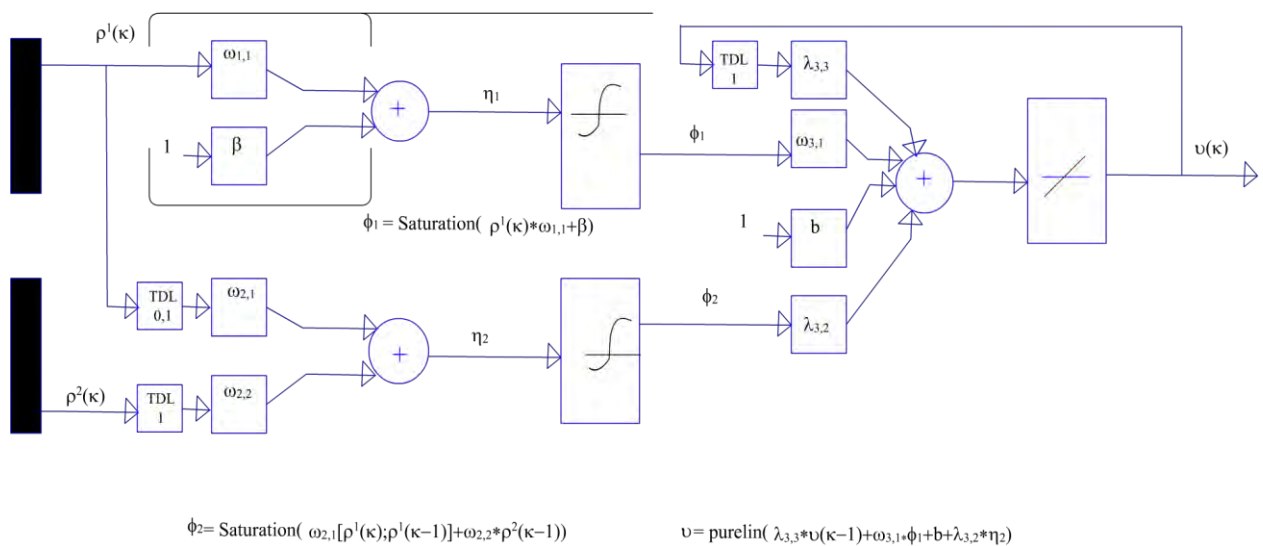 ρ¹(κ)
ω₁,₁
1
β
+
η₁
ϕ₁ = Saturation( ρ¹(κ)*ω₁,₁+β)
TDL
1
λ₃,₃
ϕ₁
ω₃,₁
1
b
+
υ(κ)
TDL
0,1
ω₂,₁
ρ²(κ)
TDL
1
ω₂,₂
+
η₂
ϕ₂
λ₃,₂
ϕ₂= Saturation( ω₂,₁[ρ¹(κ);ρ¹(κ−1)]+ω₂,₂*ρ²(κ−1))
υ= purelin( λ₃,₃*υ(κ−1)+ω₃,₁*ϕ₁+b+λ₃,₂*η₂)